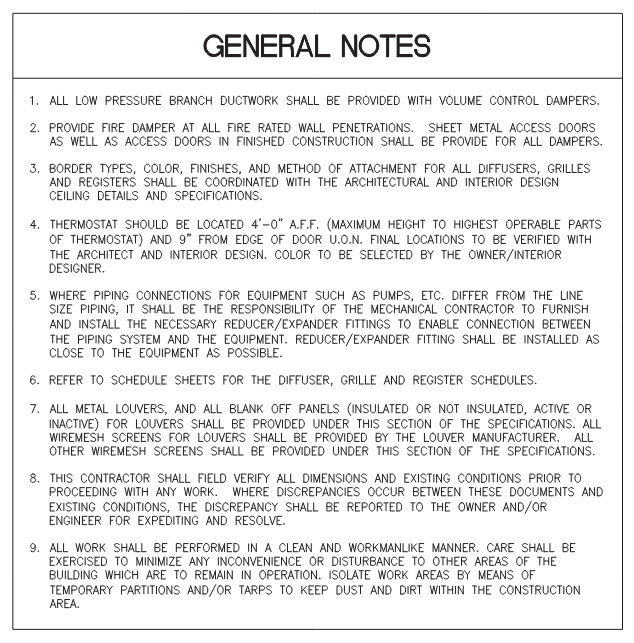 GENERAL NOTES
1. ALL LOW PRESSURE BRANCH DUCTWORK SHALL BE PROVIDED WITH VOLUME CONTROL DAMPERS.
2. PROVIDE FIRE DAMPER AT ALL FIRE RATED WALL PENETRATIONS. SHEET METAL ACCESS DOORS
AS WELL AS ACCESS DOORS IN FINISHED CONSTRUCTION SHALL BE PROVIDE FOR ALL DAMPERS.
3. BORDER TYPES, COLOR, FINISHES, AND METHOD OF ATTACHMENT FOR ALL DIFFUSERS, GRILLES
AND REGISTERS SHALL BE COORDINATED WITH THE ARCHITECTURAL AND INTERIOR DESIGN
CEILING DETAILS AND SPECIFICATIONS.
4. THERMOSTAT SHOULD BE LOCATED 4'-0" A.F.F. (MAXIMUM HEIGHT TO HIGHEST OPERABLE PARTS
OF THERMOSTAT) AND 9" FROM EDGE OF DOOR U.O.N. FINAL LOCATIONS TO BE VERIFIED WITH
THE ARCHITECT AND INTERIOR DESIGN. COLOR TO BE SELECTED BY THE OWNER/INTERIOR
DESIGNER.
5. WHERE PIPING CONNECTIONS FOR EQUIPMENT SUCH AS PUMPS, ETC. DIFFER FROM THE LINE
SIZE PIPING, IT SHALL BE THE RESPONSIBILITY OF THE MECHANICAL CONTRACTOR TO FURNISH
AND INSTALL THE NECESSARY REDUCER/EXPANDER FITTINGS TO ENABLE CONNECTION BETWEEN
THE PIPING SYSTEM AND THE EQUIPMENT. REDUCER/EXPANDER FITTING SHALL BE INSTALLED AS
CLOSE TO THE EQUIPMENT AS POSSIBLE.
6. REFER TO SCHEDULE SHEETS FOR THE DIFFUSER, GRILLE AND REGISTER SCHEDULES.
7. ALL METAL LOUVERS, AND ALL BLANK OFF PANELS (INSULATED OR NOT INSULATED, ACTIVE OR
INACTIVE) FOR LOUVERS SHALL BE PROVIDED UNDER THIS SECTION OF THE SPECIFICATIONS. ALL
WIREMESH SCREENS FOR LOUVERS SHALL BE PROVIDED BY THE LOUVER MANUFACTURER. ALL
OTHER WIREMESH SCREENS SHALL BE PROVIDED UNDER THIS SECTION OF THE SPECIFICATIONS.
8. THIS CONTRACTOR SHALL FIELD VERIFY ALL DIMENSIONS AND EXISTING CONDITIONS PRIOR TO
PROCEEDING WITH ANY WORK. WHERE DISCREPANCIES OCCUR BETWEEN THESE DOCUMENTS AND
EXISTING CONDITIONS, THE DISCREPANCY SHALL BE REPORTED TO THE OWNER AND/OR
ENGINEER FOR EXPEDITING AND RESOLVE.
9. ALL WORK SHALL BE PERFORMED IN A CLEAN AND WORKMANLIKE MANNER. CARE SHALL BE
EXERCISED TO MINIMIZE ANY INCONVENIENCE OR DISTURBANCE TO OTHER AREAS OF THE
BUILDING WHICH ARE TO REMAIN IN OPERATION. ISOLATE WORK AREAS BY MEANS OF
TEMPORARY PARTITIONS AND/OR TARPS TO KEEP DUST AND DIRT WITHIN THE CONSTRUCTION
AREA.